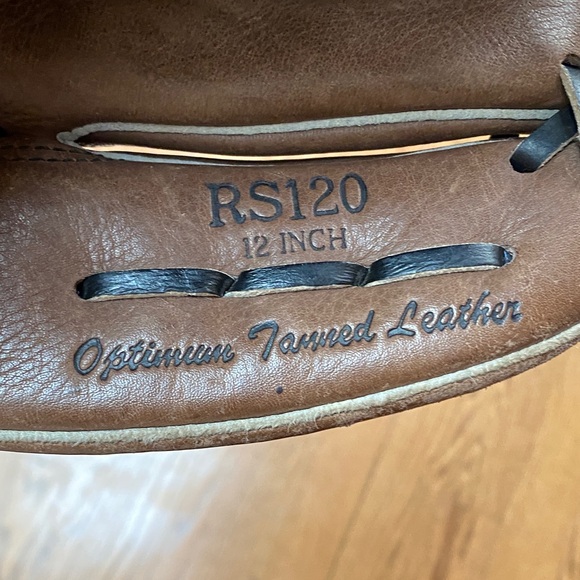 RS120
12 INCH
Optimum Tanned Leather